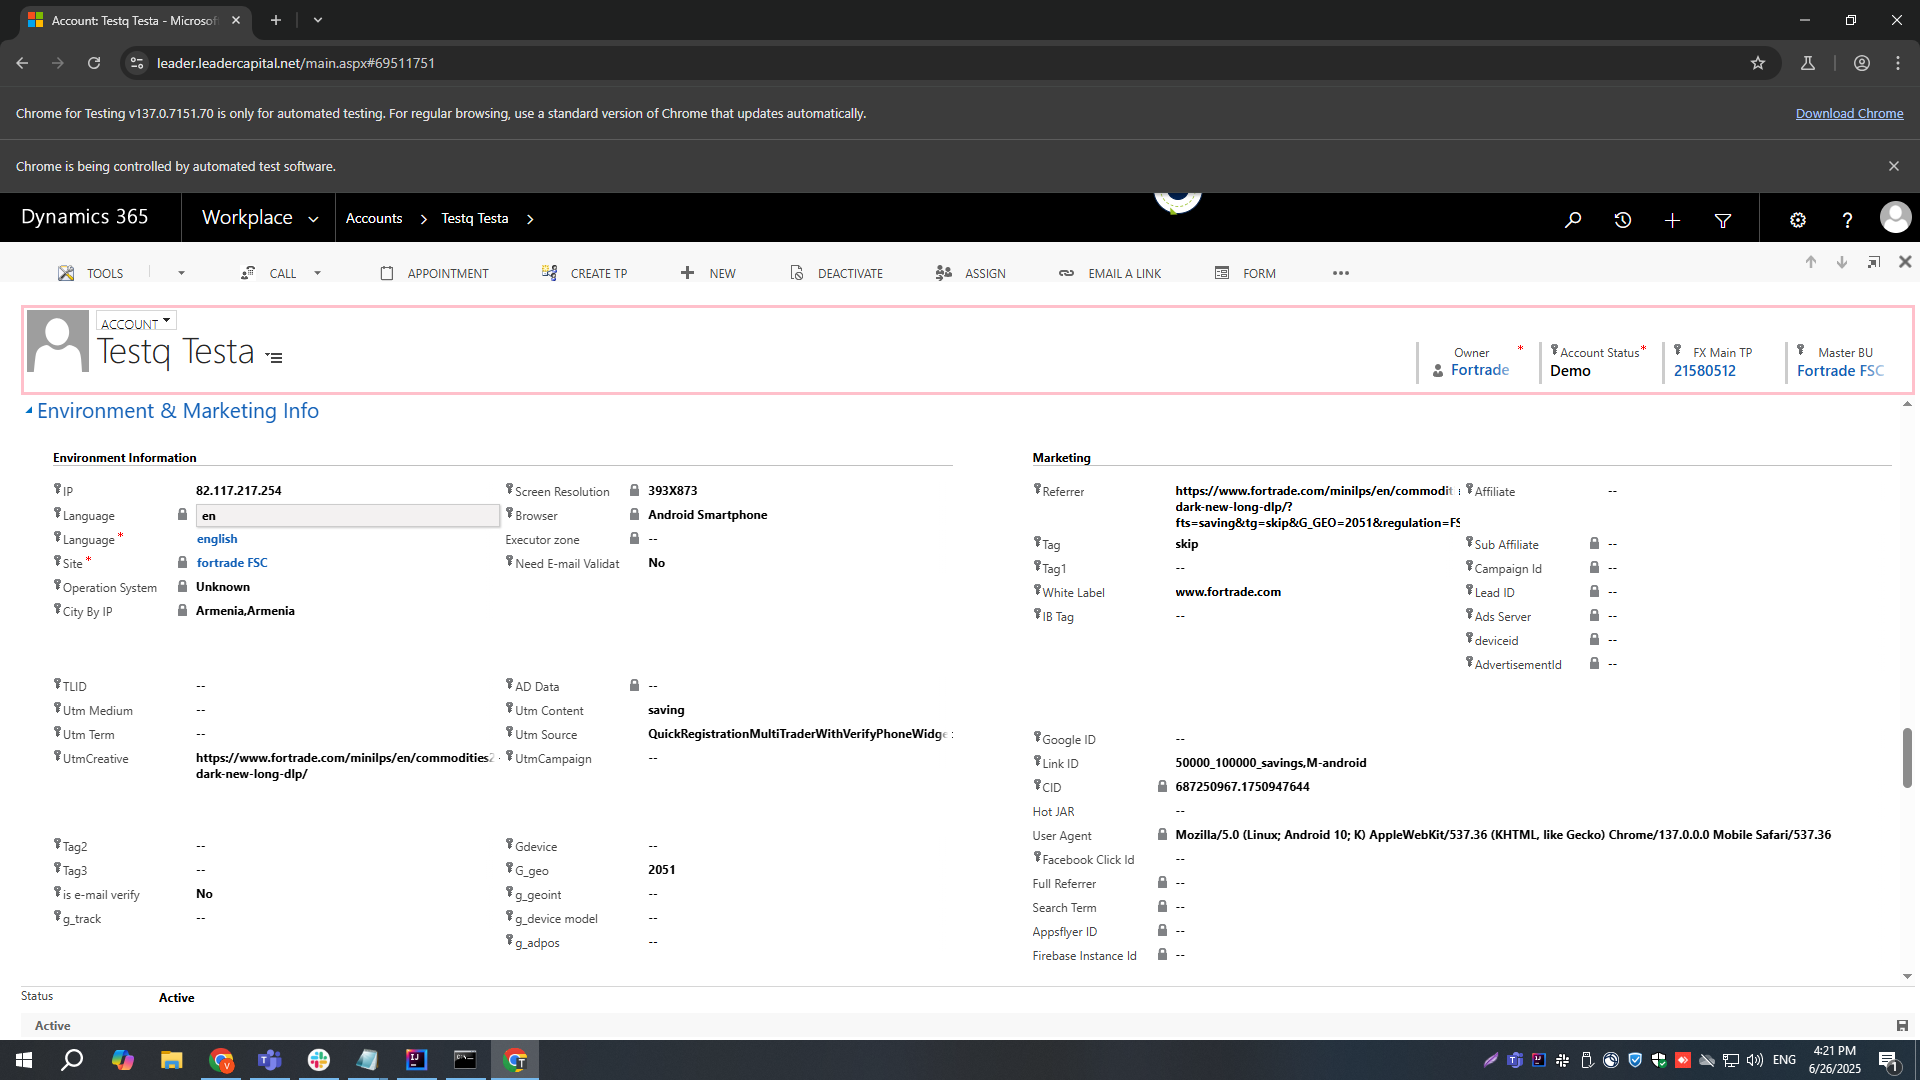 Account: Testq Testa - Microsof
leader.leadercapital.net/main.aspx#69511751
Chrome for Testing v137.0.7151.70 is only for automated testing. For regular browsing, use a standard version of Chrome that updates automatically.
Download Chrome
Chrome is being controlled by automated test software.
Dynamics 365
Workplace
Accounts
Testq Testa
TOOLS
CALL
APPOINTMENT
CREATE TP
NEW
DEACTIVATE
ASSIGN
EMAIL A LINK
FORM
ACCOUNT
Testq Testa
Owner *
Fortrade
Account Status *
Demo
FX Main TP
21580512
Master BU
Fortrade FSC
Environment & Marketing Info
Environment Information
IP 82.117.217.254
Language en
Language * english
Site * fortrade FSC
Operation System Unknown
City By IP Armenia,Armenia
Screen Resolution 393X873
Browser Android Smartphone
Executor zone --
Need E-mail Validat No
TLID --
Utm Medium --
Utm Term --
UtmCreative https://www.fortrade.com/minilps/en/commodities2-
dark-new-long-dlp/
AD Data --
Utm Content saving
Utm Source QuickRegistrationMultiTraderWithVerifyPhoneWidge
UtmCampaign --
Tag2 --
Tag3 --
is e-mail verify No
g_track --
Gdevice --
G_geo 2051
g_geoint --
g_device model --
g_adpos --
Marketing
Referrer https://www.fortrade.com/minilps/en/commodit
dark-new-long-dlp/?
fts=saving&tg=skip&G_GEO=2051&regulation=FS
Tag skip
Tag1 --
White Label www.fortrade.com
IB Tag --
Affiliate --
Sub Affiliate --
Campaign Id --
Lead ID --
Ads Server --
deviceid --
AdvertisementId --
Google ID --
Link ID 50000_100000_savings,M-android
CID 687250967.1750947644
Hot JAR --
User Agent Mozilla/5.0 (Linux; Android 10; K) AppleWebKit/537.36 (KHTML, like Gecko) Chrome/137.0.0.0 Mobile Safari/537.36
Facebook Click Id --
Full Referrer --
Search Term --
Appsflyer ID --
Firebase Instance Id --
Status Active
Active
ENG
4:21 PM
6/26/2025
1